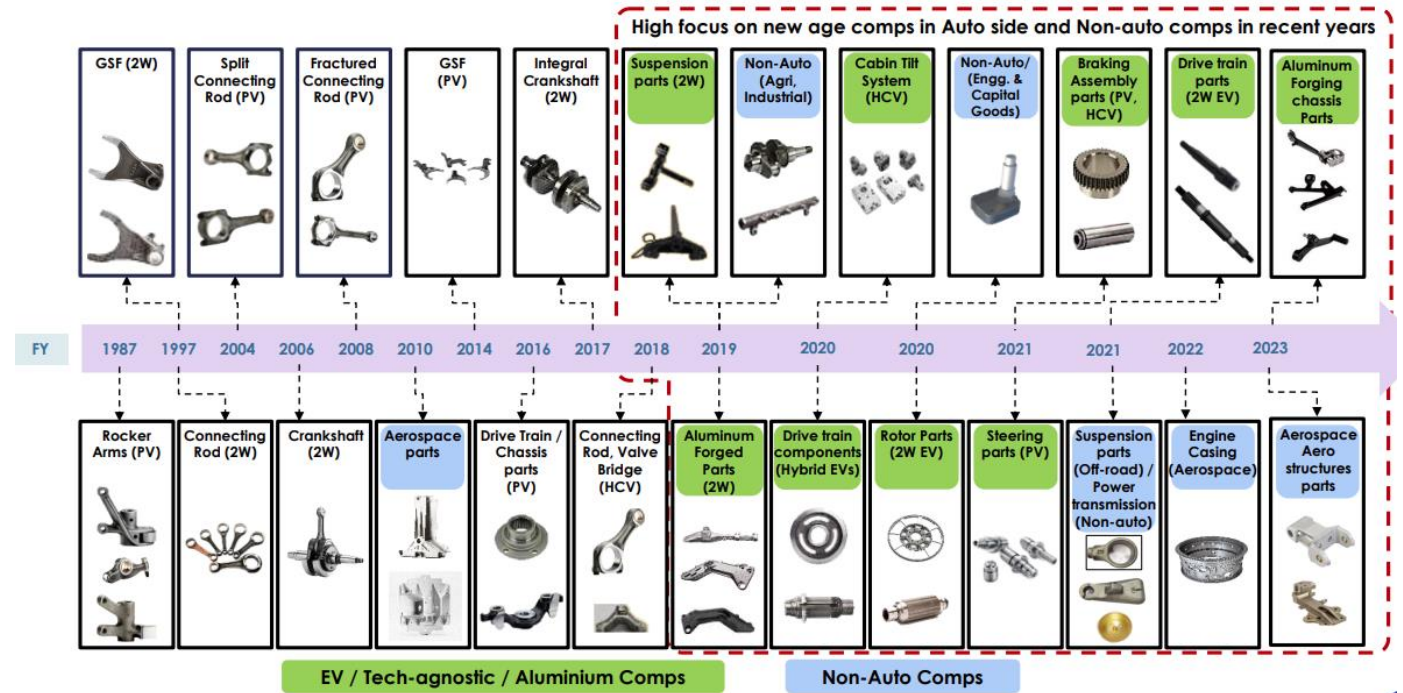 High focus on new age comps in Auto side and Non-auto comps in recent years
GSF (2W)
Split
Connecting
Rod (PV)
Fractured
Connecting
Rod (PV)
GSF
(PV)
Integral
Crankshaft
(2W)
Suspension
parts (2W)
Non-Auto
(Agri,
Industrial)
Cabin Tilt
System
(HCV)
Non-Auto/
(Engg. &
Capital
Goods)
Braking
Assembly
parts (PV,
HCV)
Drive train
parts
(2W EV)
Aluminum
Forging
chassis
Parts
FY
1987
1997
2004
2006
2008
2010
2014
2016
2017
2018
2019
2020
2020
2021
2021
2022
2023
Rocker
Arms (PV)
Connecting
Rod (2W)
Crankshaft
(2W)
Aerospace
parts
Drive Train /
Chassis
parts
(PV)
Connecting
Rod, Valve
Bridge
(HCV)
Aluminum
Forged
Parts
(2W)
Drive train
components
(Hybrid EVs)
Rotor Parts
(2W EV)
Steering
parts (PV)
Suspension
parts
(Off-road) /
Power
transmission
(Non-auto)
Engine
Casing
(Aerospace)
Aerospace
Aero
structures
parts
EV / Tech-agnostic / Aluminium Comps
Non-Auto Comps